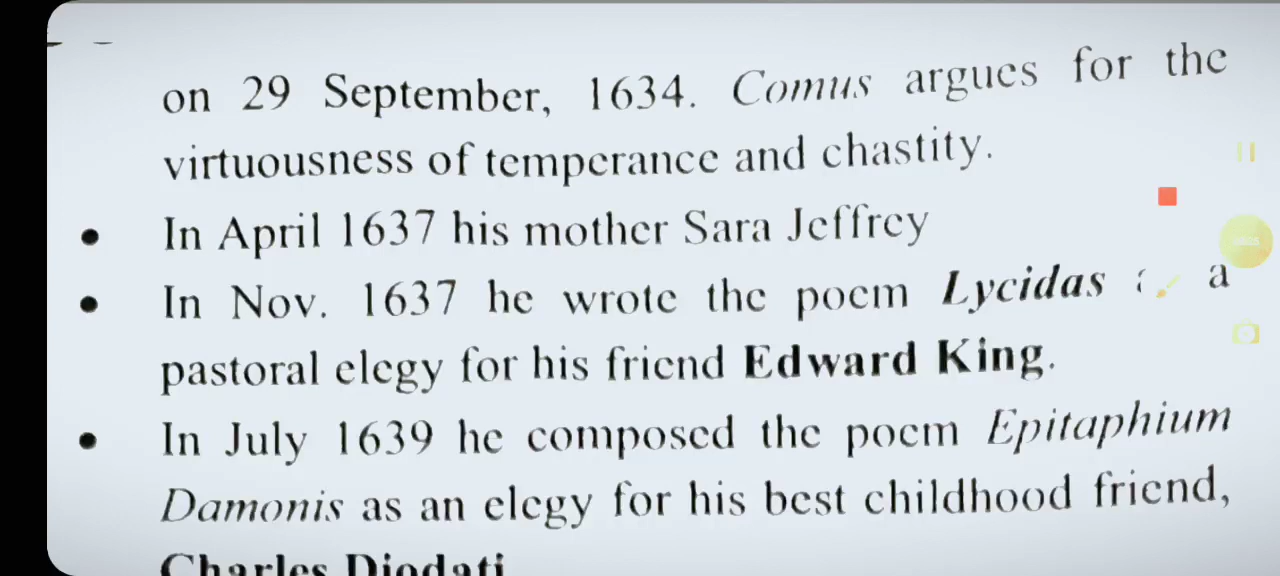 on 29 September, 1634. Comus argues for the
virtuousness of temperance and chastity.
• In April 1637 his mother Sara Jeffrey
• In Nov. 1637 he wrote the poem Lycidas a
pastoral elegy for his friend Edward King.
• In July 1639 he composed the poem Epitaphium
Damonis as an elegy for his best childhood friend,
Charles Diodati